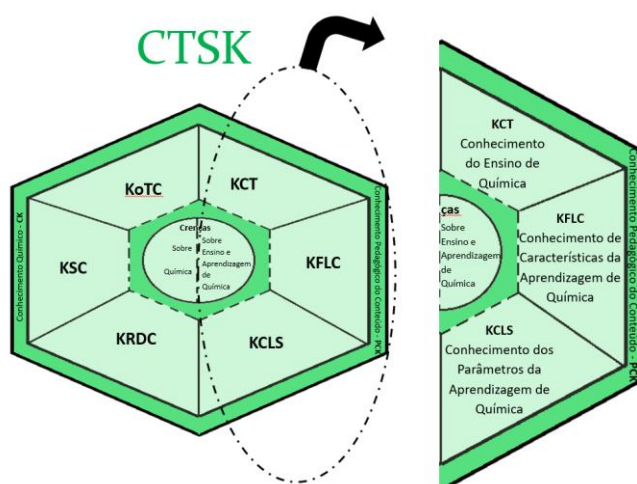 CTSK
KoTC
KCT
KSC
KFLC
KRDC
KCLS
Conhecimento Químico - CK
Conhecimento Pedagógico do Conteúdo - PCK
Crenças
Sobre
Química
Sobre
Ensino e
Aprendizagem
de
Química
KCT
Conhecimento
do Ensino de
Química
ças
Sobre
Ensino e
Aprendizagem
de
Química
KFLC
Conhecimento de
Características da
Aprendizagem de
Química
KCLS
Conhecimento dos
Parâmetros da
Aprendizagem de
Química
Conhecimento Pedagógico do Conteúdo - PCK